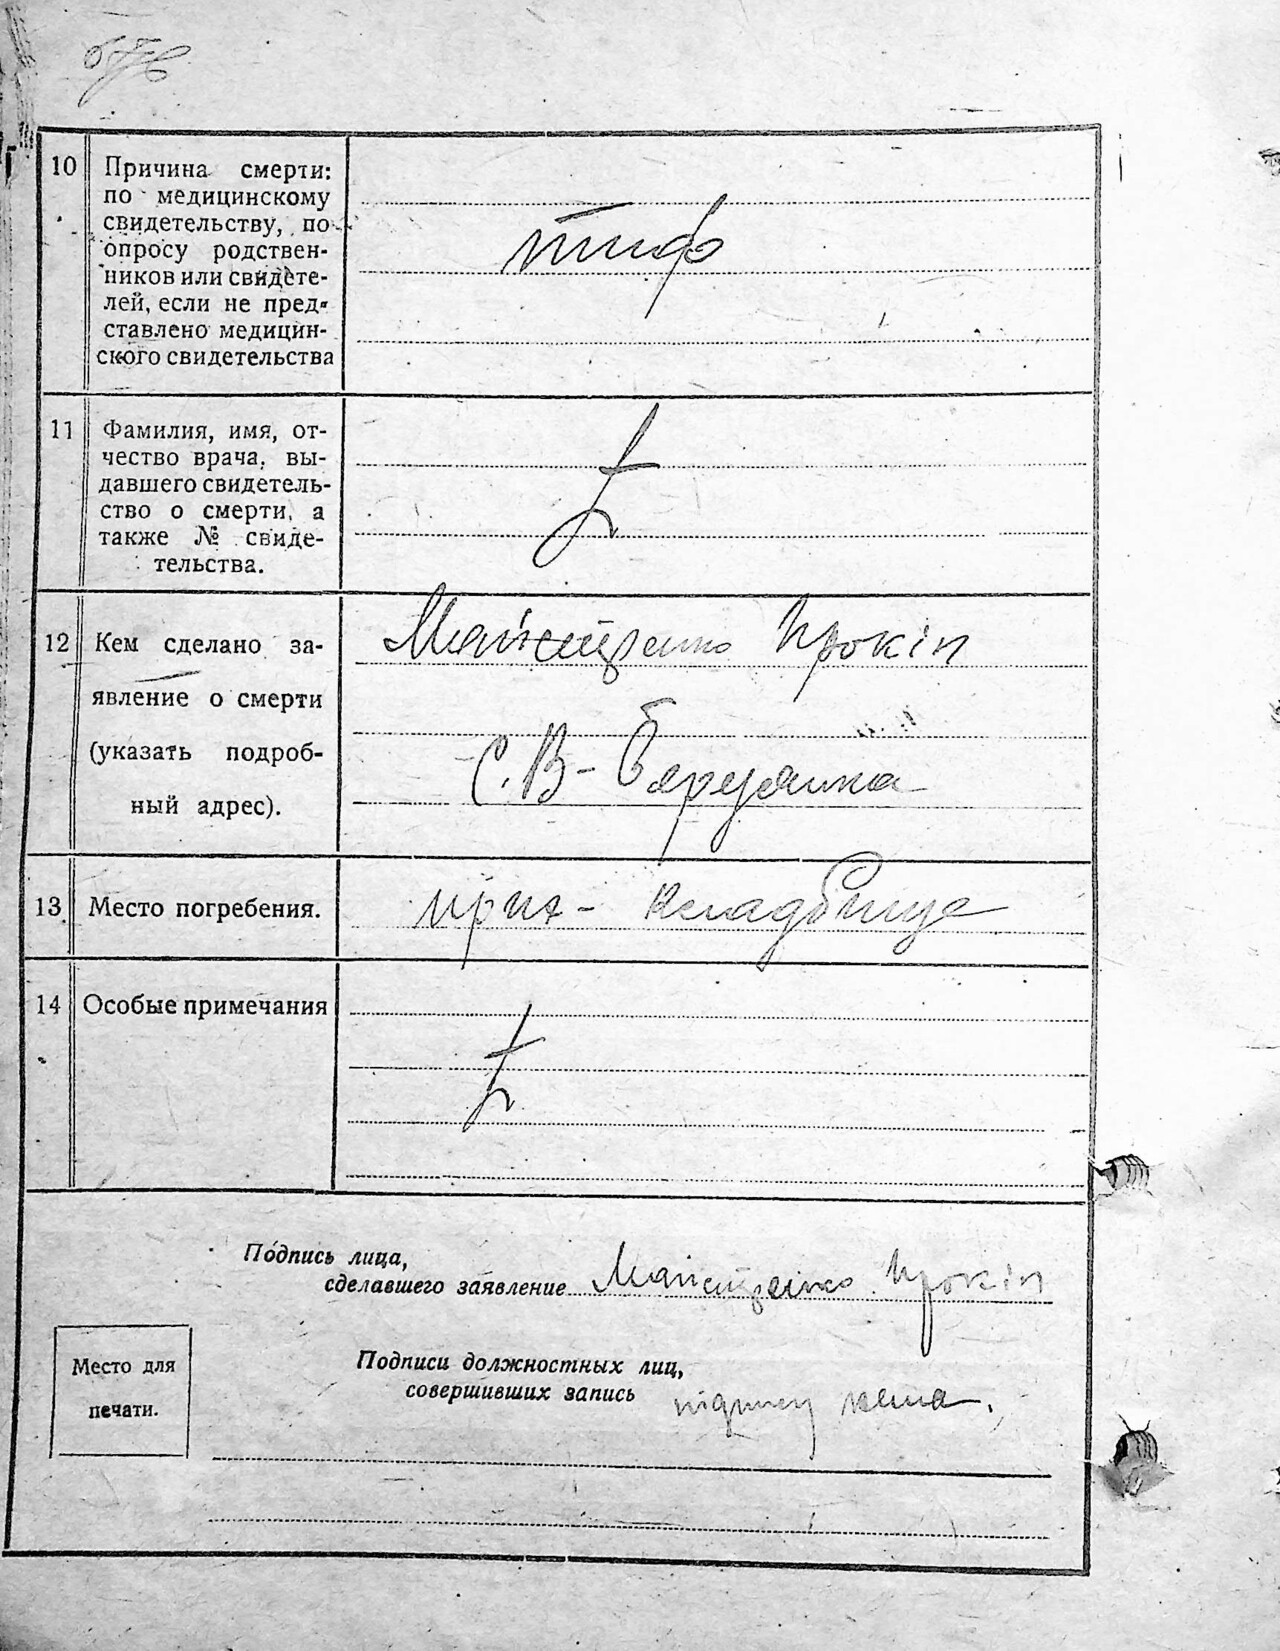 10 Причина смерти:
по медицинскому
свидетельству, по
опросу родствен-
ников или свидете-
лей, если не пред-
ставлено медицин-
ского свидетельства
тиф
11 Фамилия, имя, от-
чество врача, вы-
давшего свидетель-
ство о смерти, а
также № свиде-
тельства.
12 Кем сделано за-
явление о смерти
(указать подроб-
ный адрес).
Майстренко Прокіп
с. В-
13 Место погребения.
кладбище
14 Особые примечания
Подпись лица,
сделавшего заявление Майстренко Прокіп
Подписи должностных лиц,
совершивших запись підпису нема.
Место для
печати.